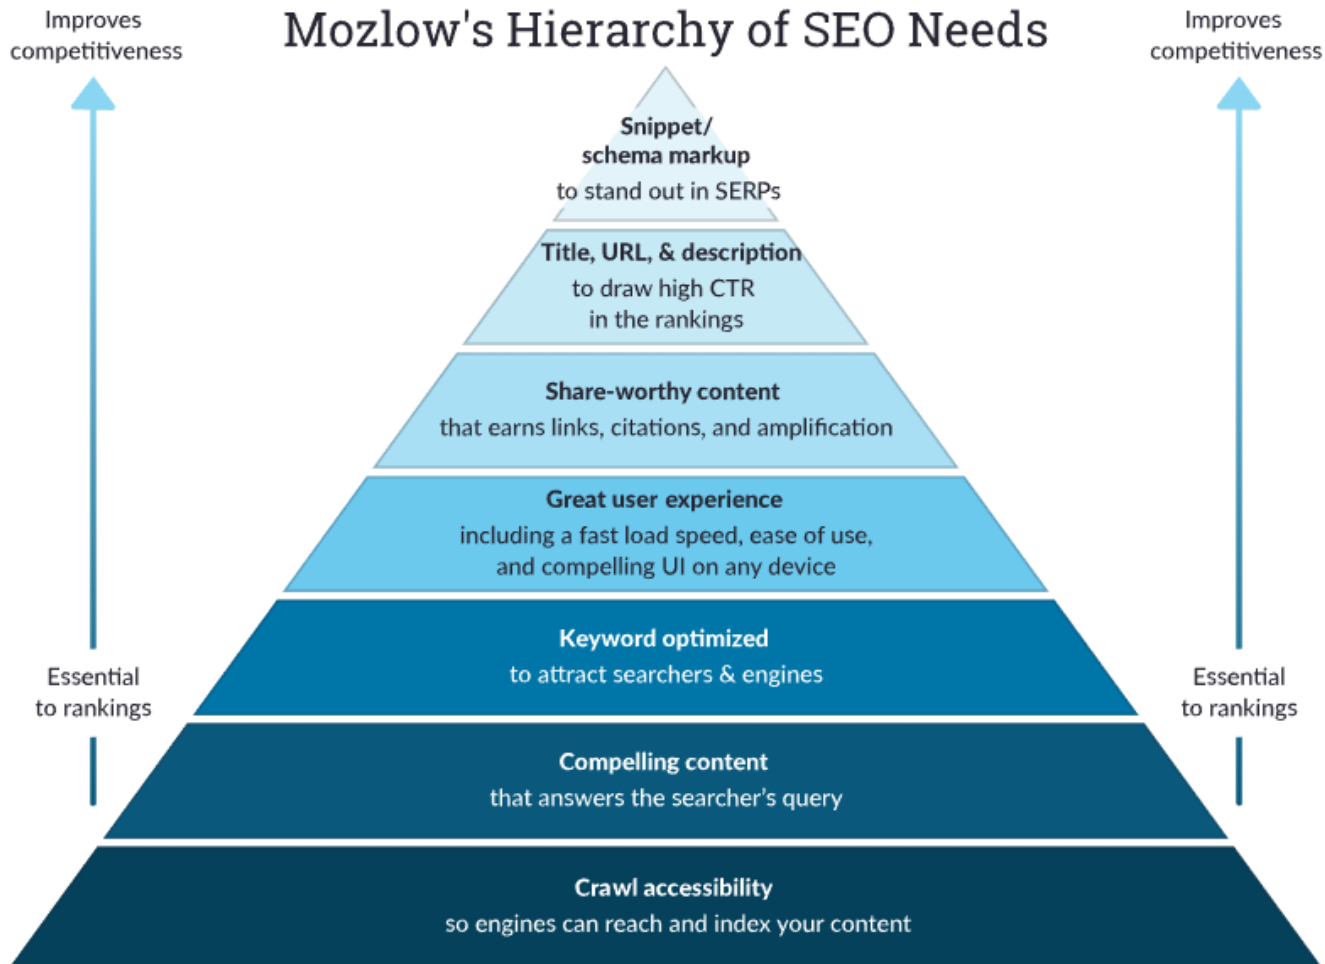 Improves
competitiveness
Mozlow's Hierarchy of SEO Needs
Improves
competitiveness
Snippet/
schema markup
to stand out in SERPs
Title, URL, & description
to draw high CTR
in the rankings
Share-worthy content
that earns links, citations, and amplification
Great user experience
including a fast load speed, ease of use,
and compelling UI on any device
Keyword optimized
to attract searchers & engines
Essential
to rankings
Essential
to rankings
Compelling content
that answers the searcher’s query
Crawl accessibility
so engines can reach and index your content